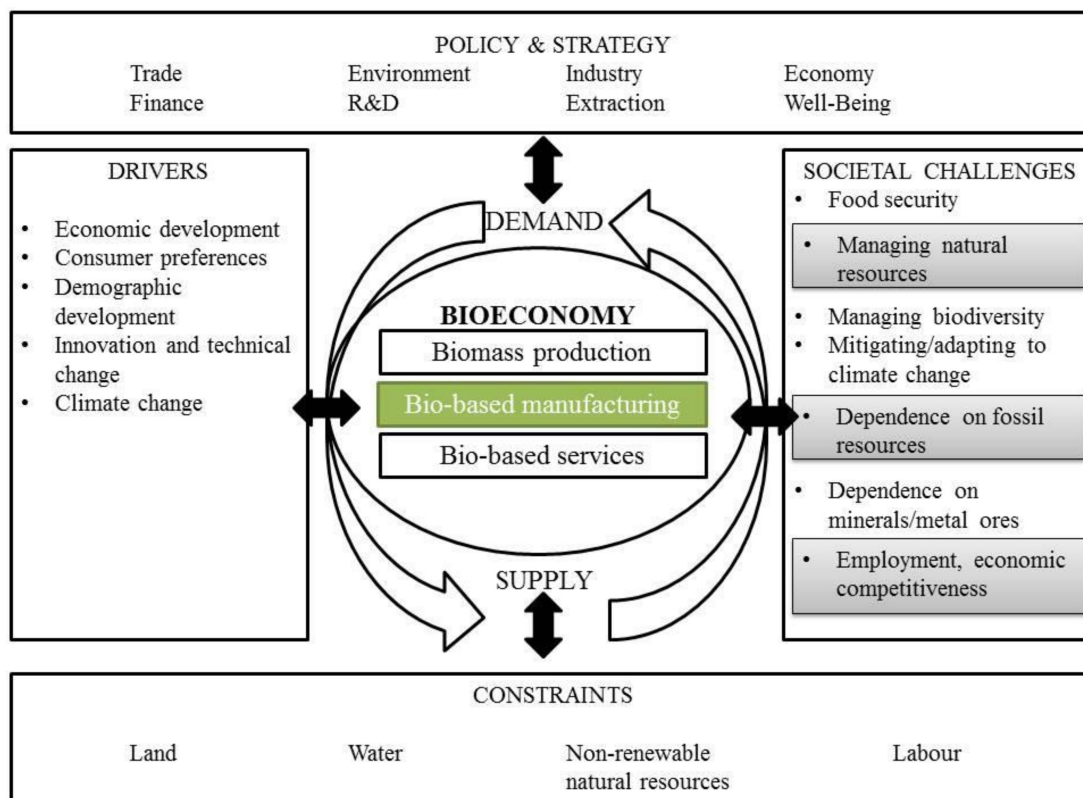 POLICY & STRATEGY
Trade Environment Industry Economy
Finance R&D Extraction Well-Being
DRIVERS
• Economic development
• Consumer preferences
• Demographic
development
• Innovation and technical
change
• Climate change
DEMAND
BIOECONOMY
Biomass production
Bio-based manufacturing
Bio-based services
SUPPLY
SOCIETAL CHALLENGES
• Food security
• Managing natural
resources
• Managing biodiversity
• Mitigating/adapting to
climate change
• Dependence on fossil
resources
• Dependence on
minerals/metal ores
• Employment, economic
competitiveness
CONSTRAINTS
Land Water Non-renewable Labour
natural resources